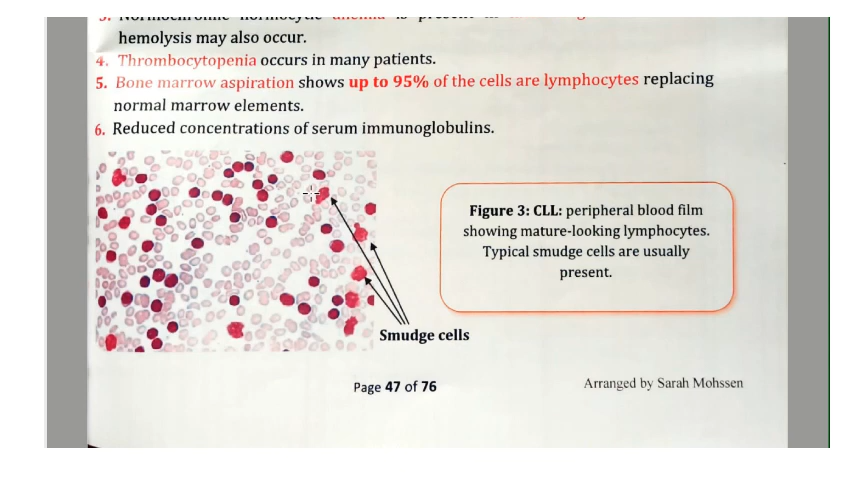 hemolysis may also occur.
4. Thrombocytopenia occurs in many patients.
5. Bone marrow aspiration shows up to 95% of the cells are lymphocytes replacing
normal marrow elements.
6. Reduced concentrations of serum immunoglobulins.
Figure 3: CLL: peripheral blood film
showing mature-looking lymphocytes.
Typical smudge cells are usually
present.
Smudge cells
Page 47 of 76
Arranged by Sarah Mohssen